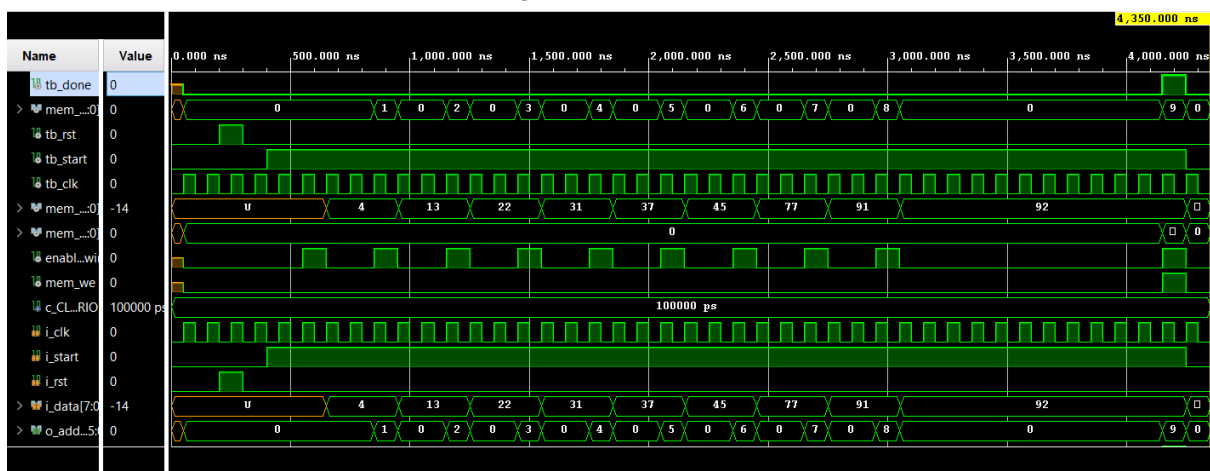 4,350.000 ns
Name Value 0.000 ns 500.000 ns 1,000.000 ns 1,500.000 ns 2,000.000 ns 2,500.000 ns 3,000.000 ns 3,500.000 ns 4,000.000 ns
tb_done 0
> mem_...:0] 0 0 1 0 2 0 3 0 4 0 5 0 6 0 7 0 8 0 9 0
tb_rst 0
tb_start 0
tb_clk 0
> mem_...:0] -14 U 4 13 22 31 37 45 77 91 92
> mem_...:0] 0 0 0
enabl...wi 0
mem_we 0
c_CL...RIO 100000 ps 100000 ps
i_clk 0
i_start 0
i_rst 0
> i_data[7:0 -14 U 4 13 22 31 37 45 77 91 92
> o_add...5:0 0 0 1 0 2 0 3 0 4 0 5 0 6 0 7 0 8 0 9 0